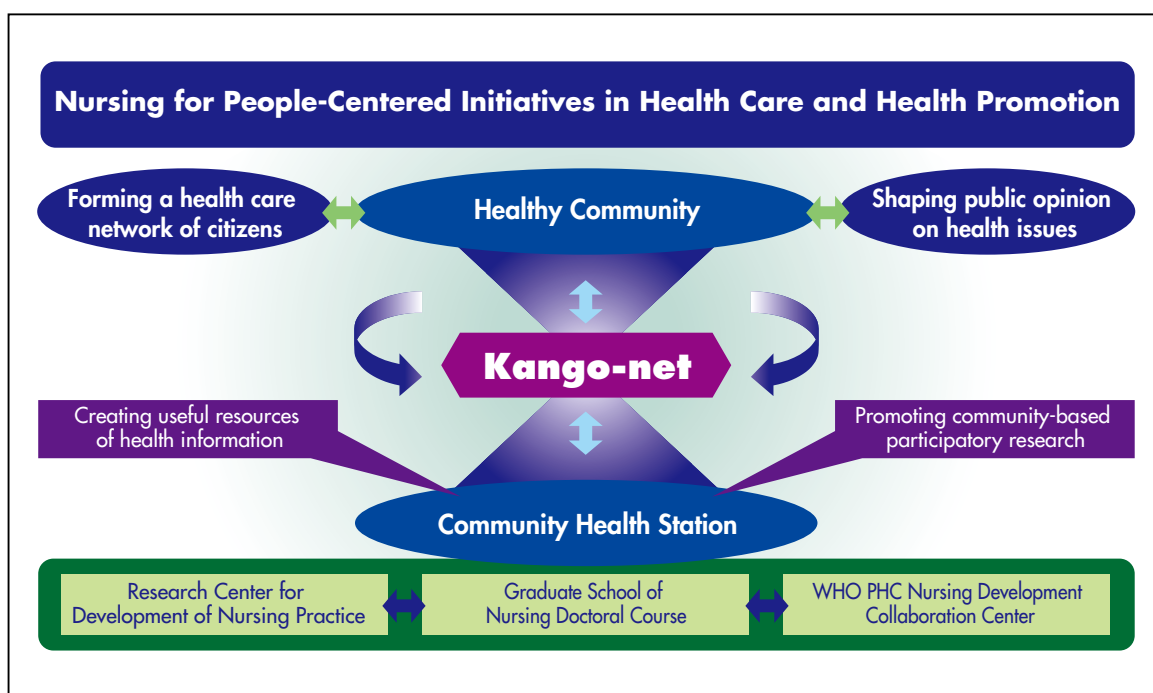 Nursing for People-Centered Initiatives in Health Care and Health Promotion
Forming a health care
network of citizens
Healthy Community
Shaping public opinion
on health issues
Kango-net
Creating useful resources
of health information
Promoting community-based
participatory research
Community Health Station
Research Center for
Development of Nursing Practice
Graduate School of
Nursing Doctoral Course
WHO PHC Nursing Development
Collaboration Center